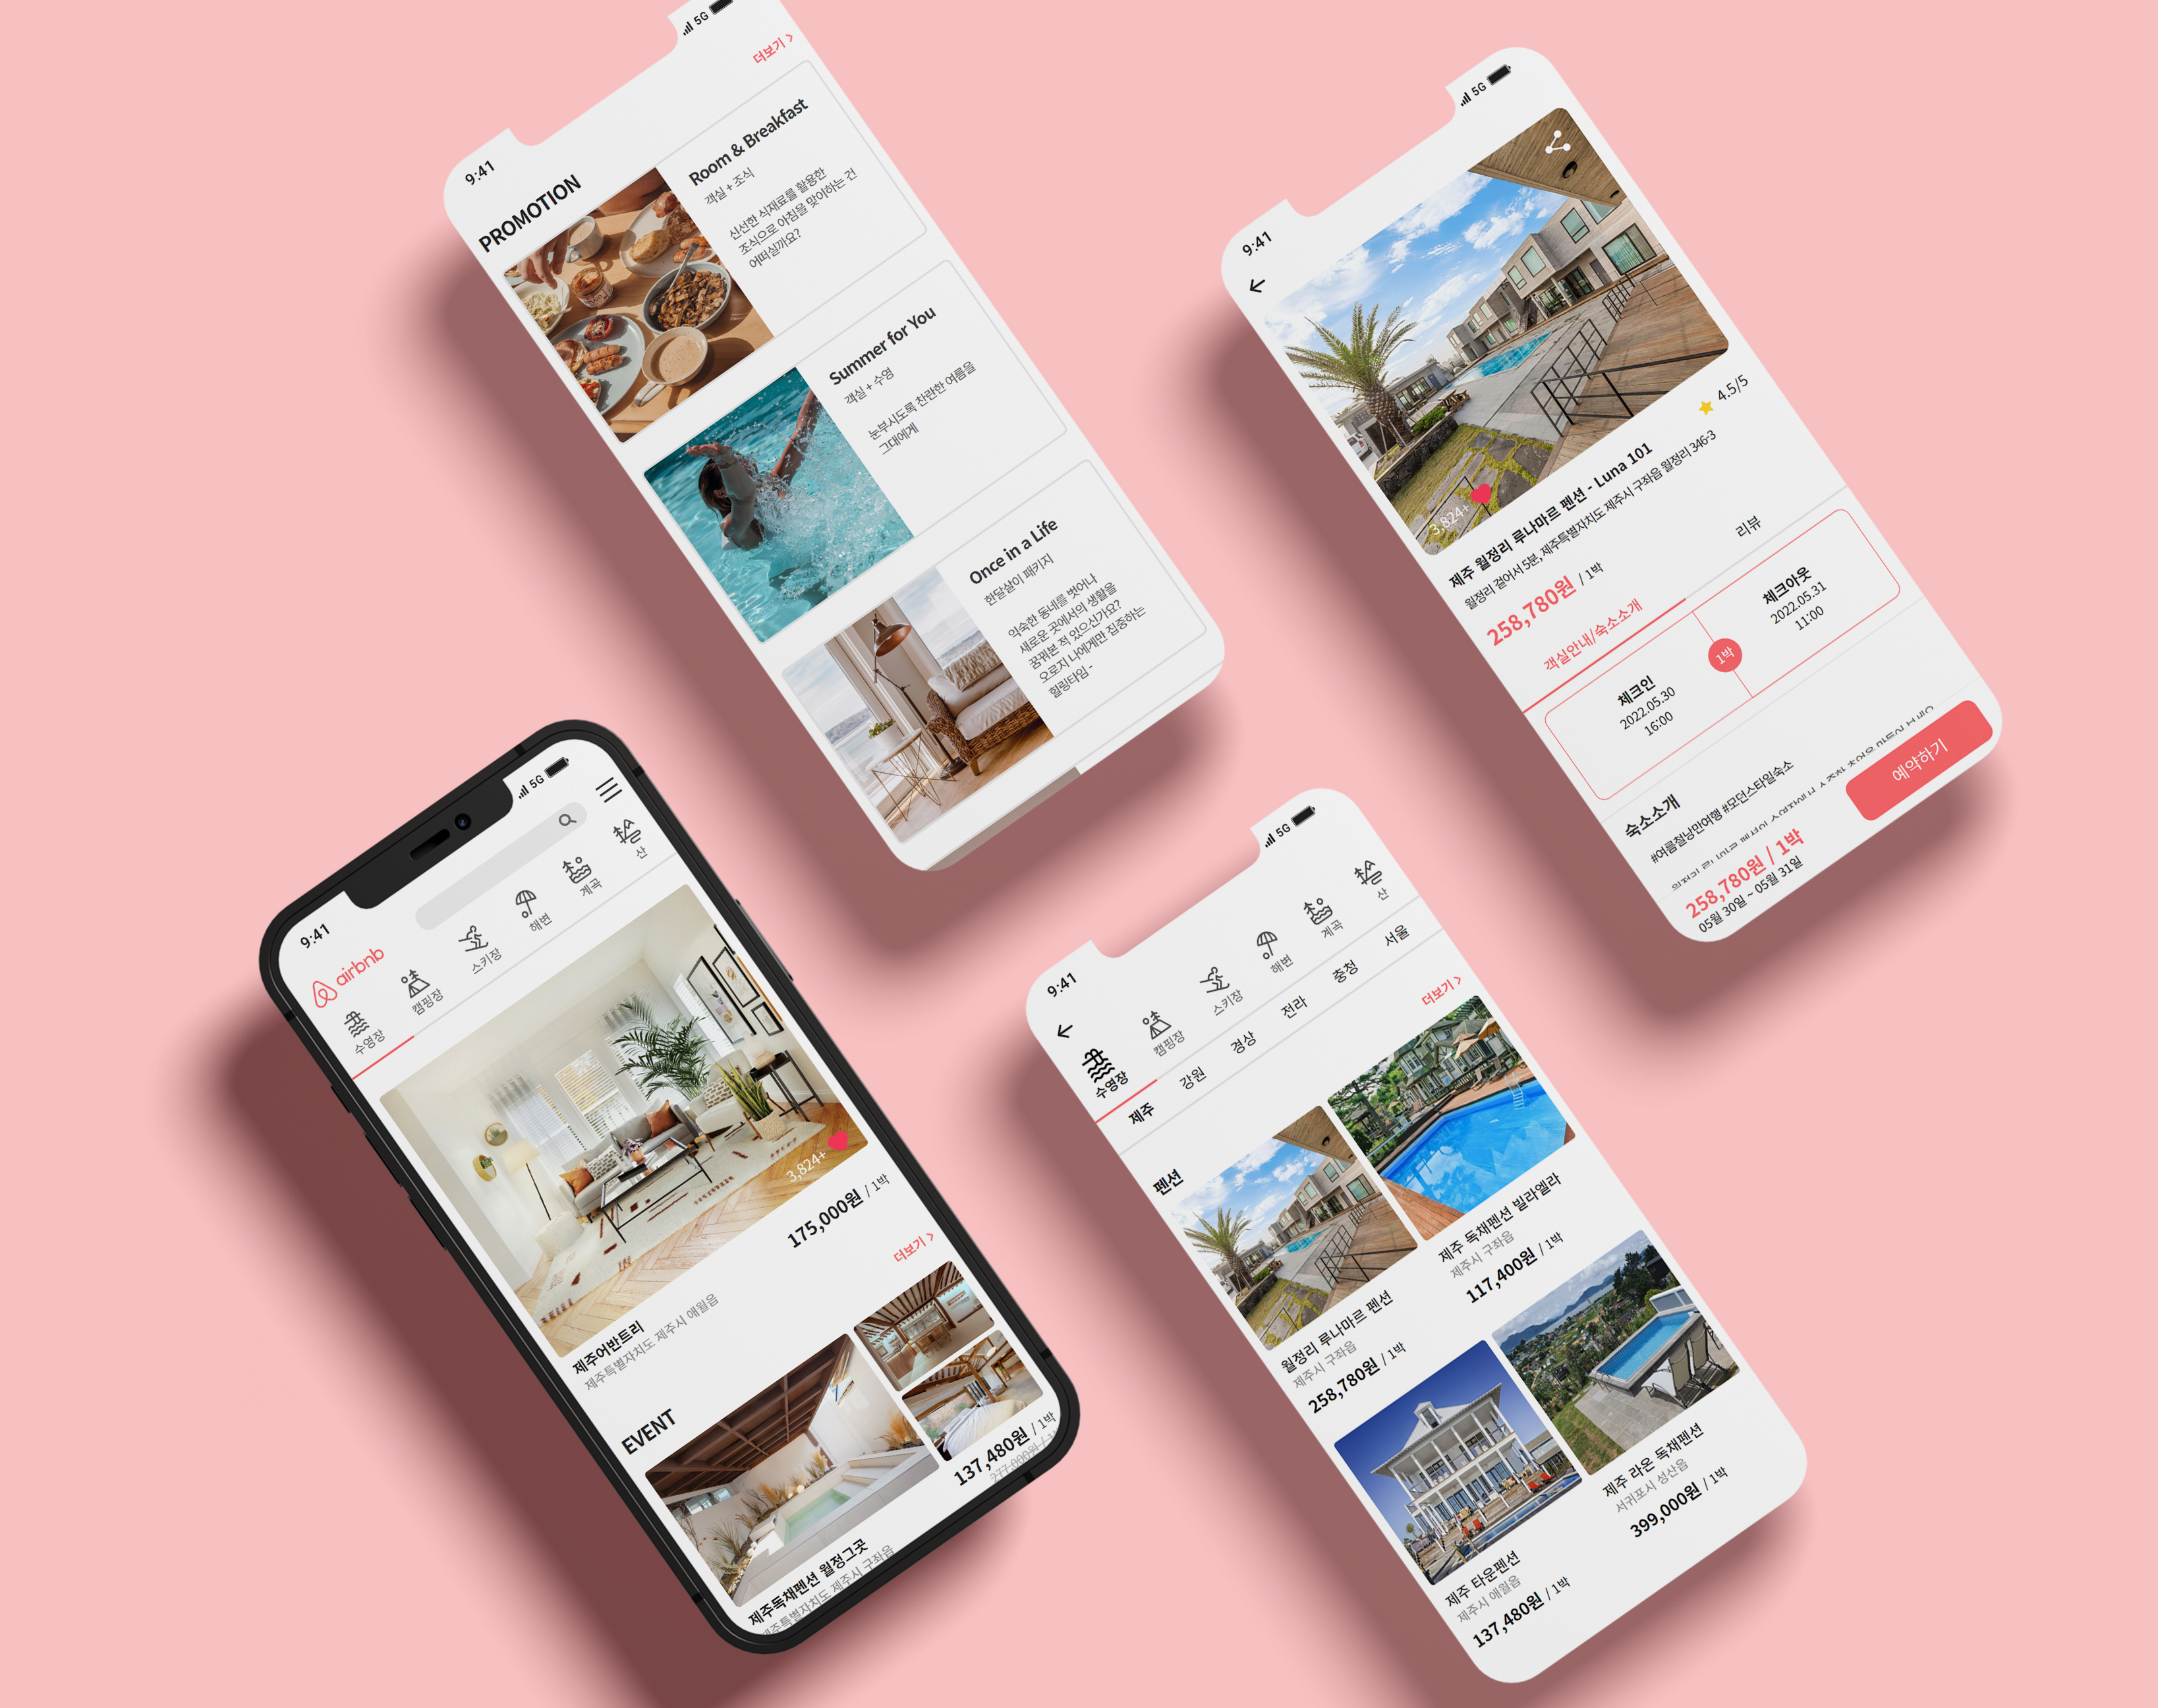 5G
더보기 >
9:41
PROMOTION
Room & Breakfast
객실 + 조식
신선한 식재료를 활용한
조식으로 아침을 맞이하는 건
어떠실까요?
Summer for You
객실 + 수영
눈부시도록 찬란한 여름을
그대에게
Once in a Life
한달살이 패키지
익숙한 동네를 벗어나
새로운 곳에서의 생활을
꿈꿔본 적 있으신가요?
오로지 나에게만 집중하는
힐링타임 -
5G
9:41
3,824+
4.5/5
제주 월정리 루나마르 펜션 - Luna 101
월정리 걸어서 5분, 제주특별자치도 제주시 구좌읍 월정리 346-3
258,780원 / 1박
객실안내/숙소소개
리뷰
체크인
2022.05.30
16:00
1박
체크아웃
2022.05.31
11:00
숙소소개
#여름철낭만여행 #모던스타일숙소
258,780원 / 1박
05월 30일 ~ 05월 31일
예약하기
5G
9:41
airbnb
수영장
캠핑장
스키장
해변
계곡
산
3,824+
제주어반트리
제주특별자치도 제주시 애월읍
175,000원 / 1박
더보기 >
EVENT
제주독채펜션 월정그곳
제주특별자치도 제주시 구좌읍
137,480원 / 1박
5G
9:41
수영장
캠핑장
스키장
해변
계곡
산
제주
강원
경상
전라
충청
서울
펜션
더보기 >
월정리 루나마르 펜션
제주시 구좌읍
258,780원 / 1박
제주 독채펜션 빌라엘라
제주시 구좌읍
117,400원 / 1박
제주 타운펜션
제주시 애월읍
137,480원 / 1박
제주 라온 독채펜션
서귀포시 성산읍
399,000원 / 1박